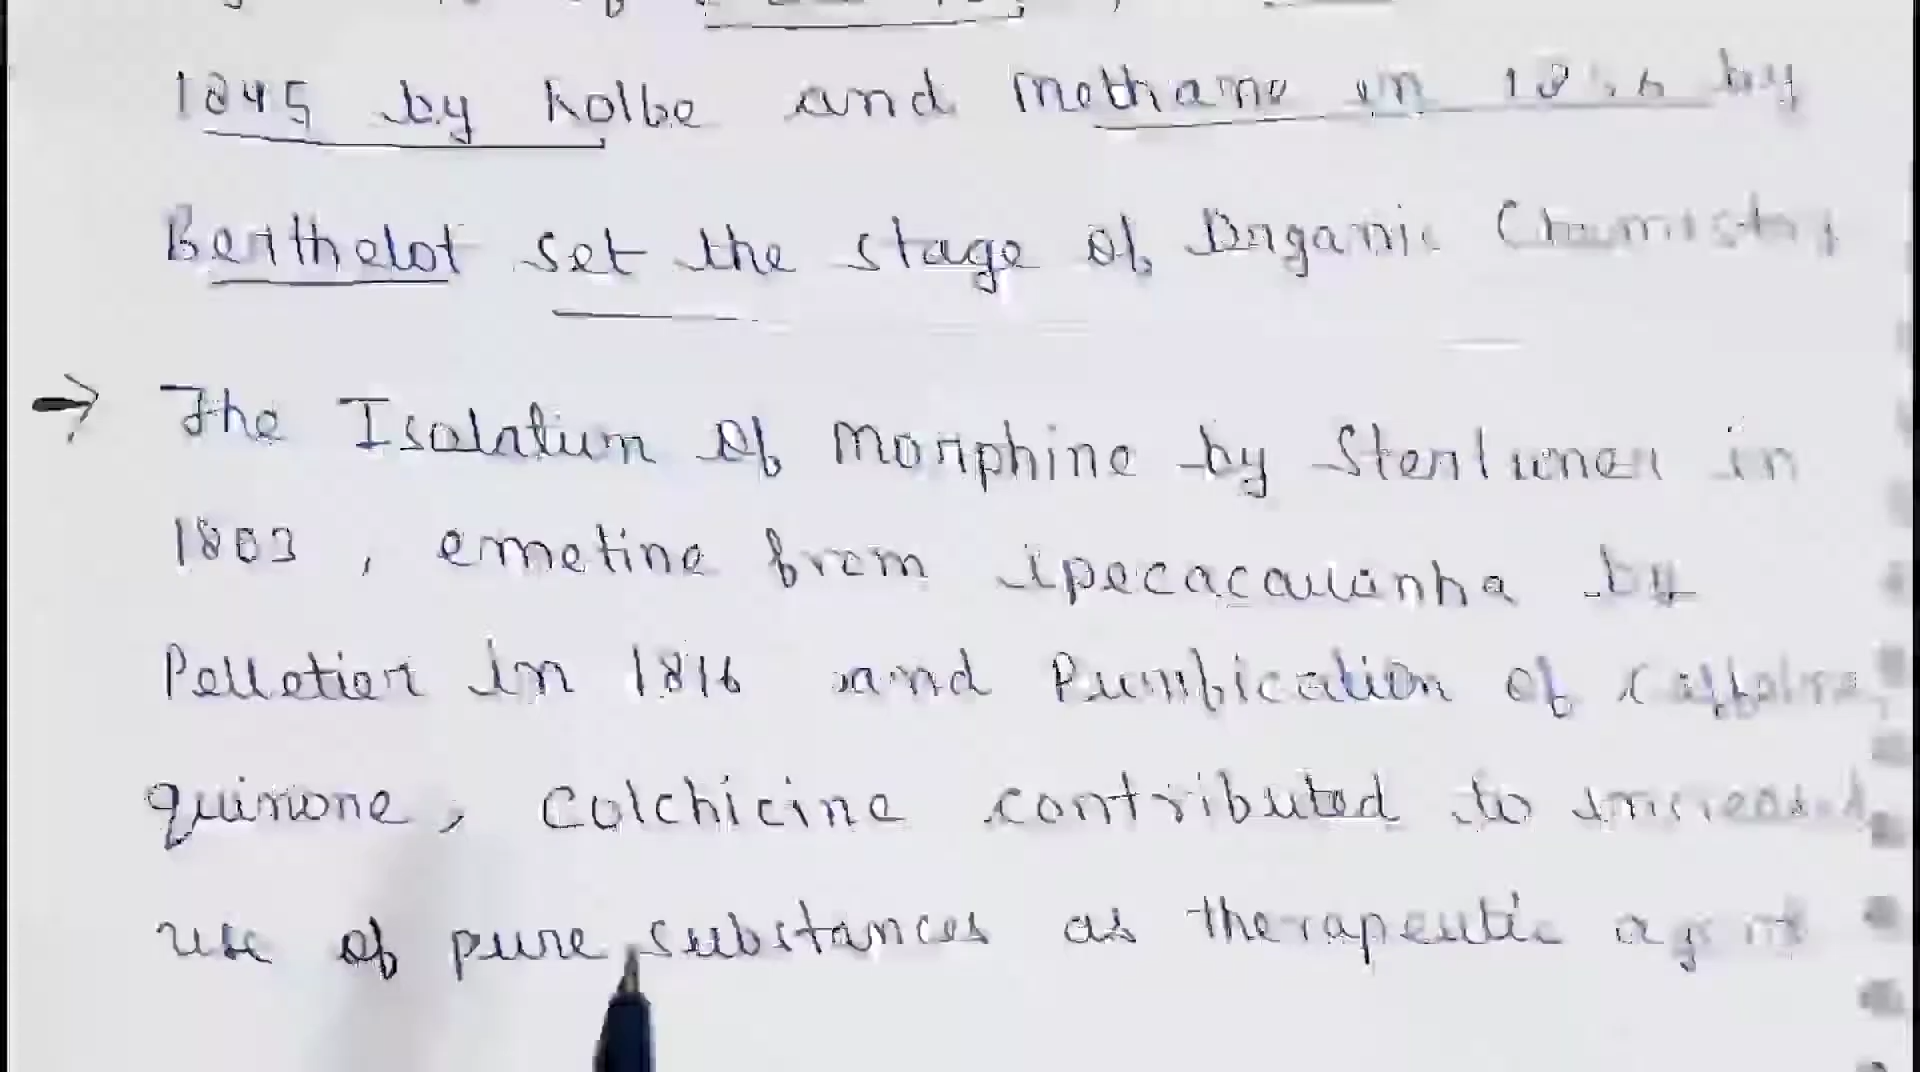 1845 by Kolbe and Methane in by
Berthelot set the stage of Organic Chemistry
→ The Isolation of Morphine by in
1803, emetine from by
Pelletier in 1816 and Purification of
quinone, Colchicine contributed to
use of pure substances as therapeutic agent